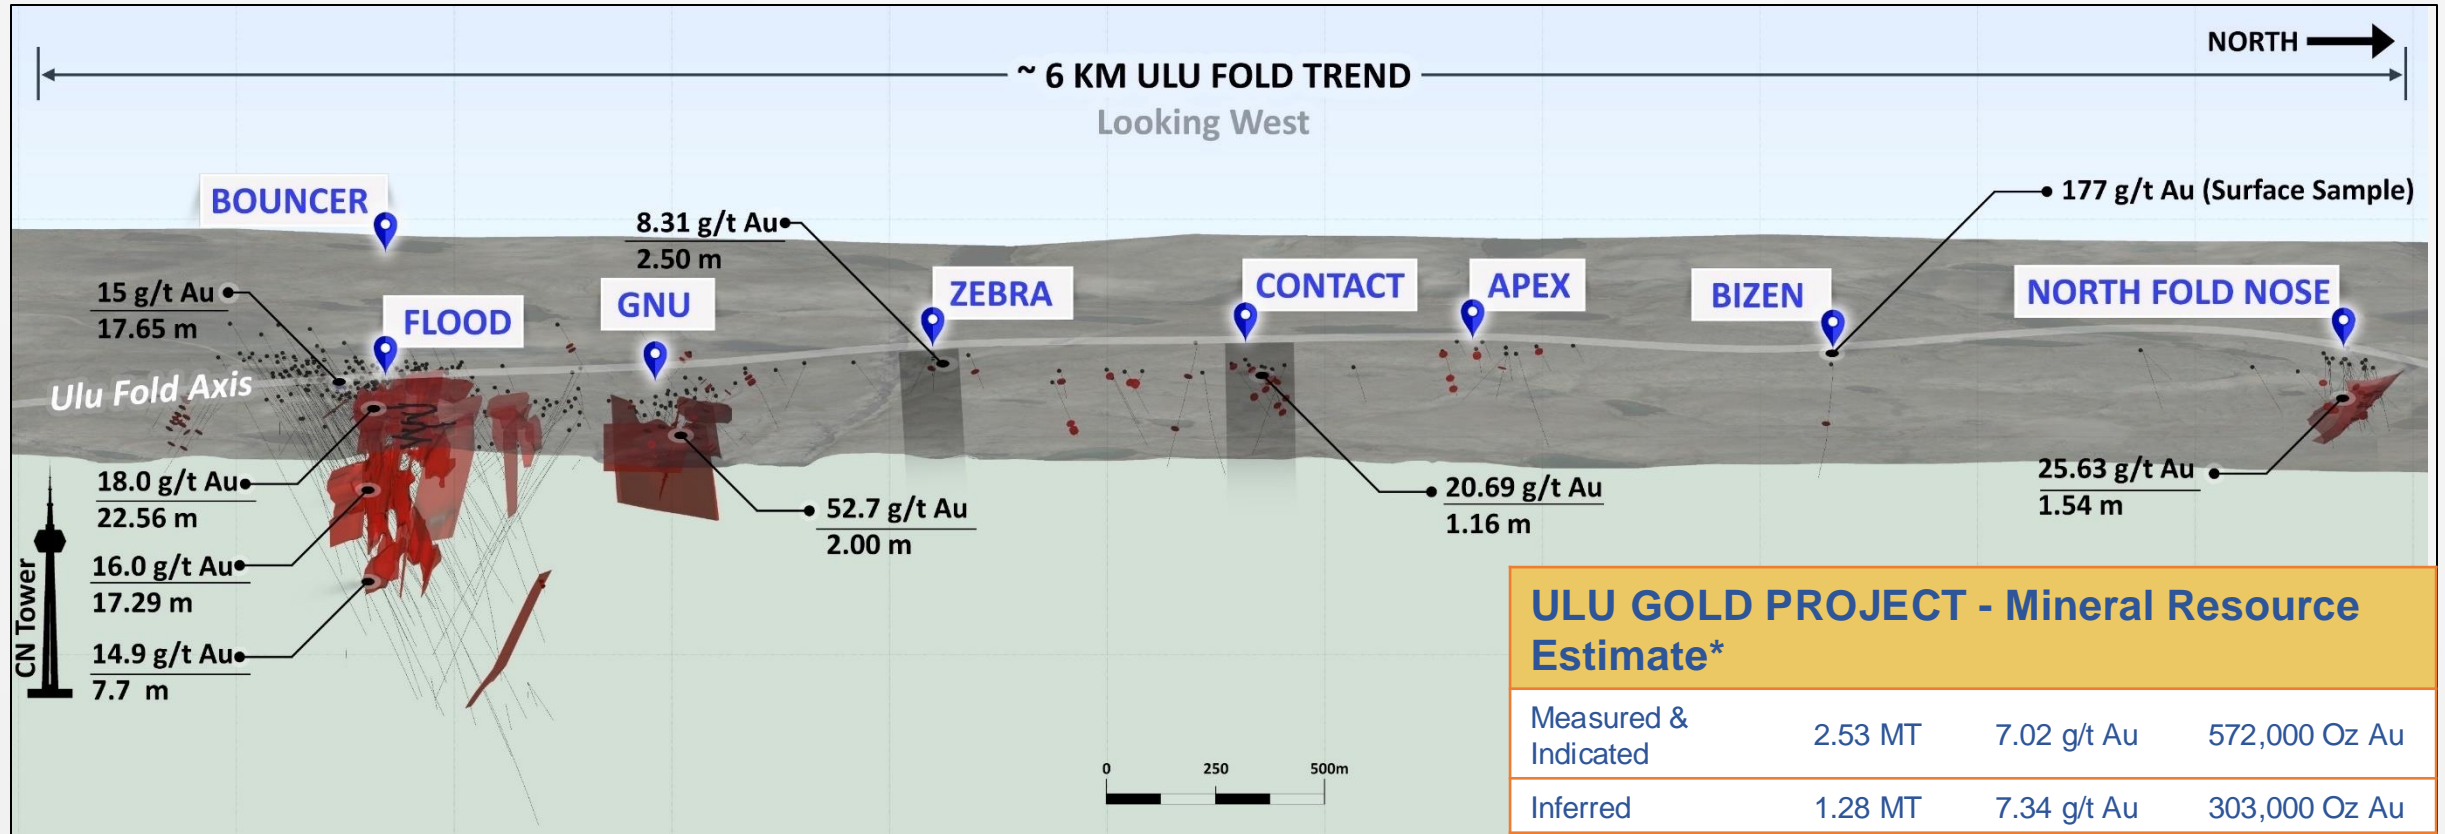 NORTH
~ 6 KM ULU FOLD TREND
Looking West
BOUNCER
177 g/t Au (Surface Sample)
8.31 g/t Au
2.50 m
15 g/t Au
17.65 m
FLOOD
GNU
ZEBRA
CONTACT
APEX
BIZEN
NORTH FOLD NOSE
Ulu Fold Axis
18.0 g/t Au
22.56 m
52.7 g/t Au
2.00 m
20.69 g/t Au
1.16 m
25.63 g/t Au
1.54 m
16.0 g/t Au
17.29 m
14.9 g/t Au
7.7 m
CN Tower
0 250 500m
ULU GOLD PROJECT - Mineral Resource
Estimate*
Measured &
Indicated
2.53 MT 7.02 g/t Au 572,000 Oz Au
Inferred 1.28 MT 7.34 g/t Au 303,000 Oz Au